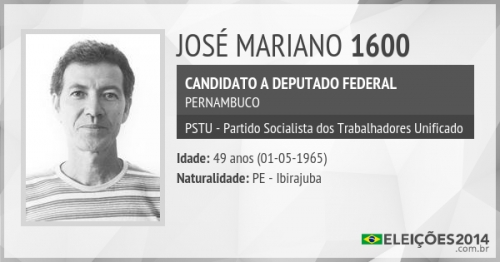 JOSÉ MARIANO 1600
CANDIDATO A DEPUTADO FEDERAL
PERNAMBUCO
PSTU - Partido Socialista dos Trabalhadores Unificado
Idade: 49 anos (01-05-1965)
Naturalidade: PE - Ibirajuba
ELEIÇÕES2014
.com.br